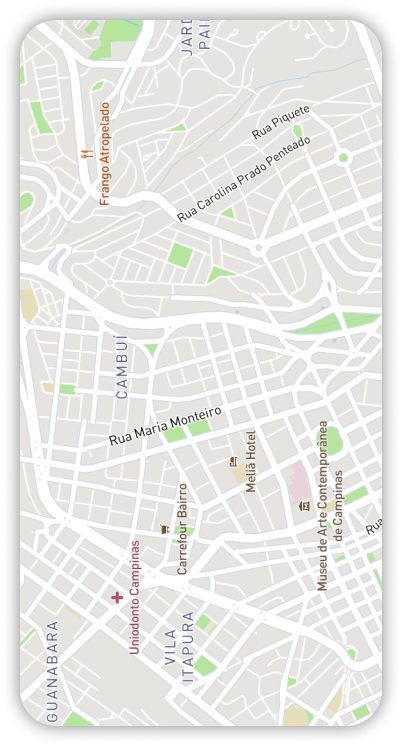 JARD
PAI
Rua Piquete
Frango Atropelado
Rua Carolina Prado Penteado
CAMBUÍ
Rua Maria Monteiro
Meliã Hotel
Museu de Arte Contemporânea
de Campinas
Carrefour Bairro
Rua
Uniodonto Campinas
VILA
ITAPURA
GUANABARA